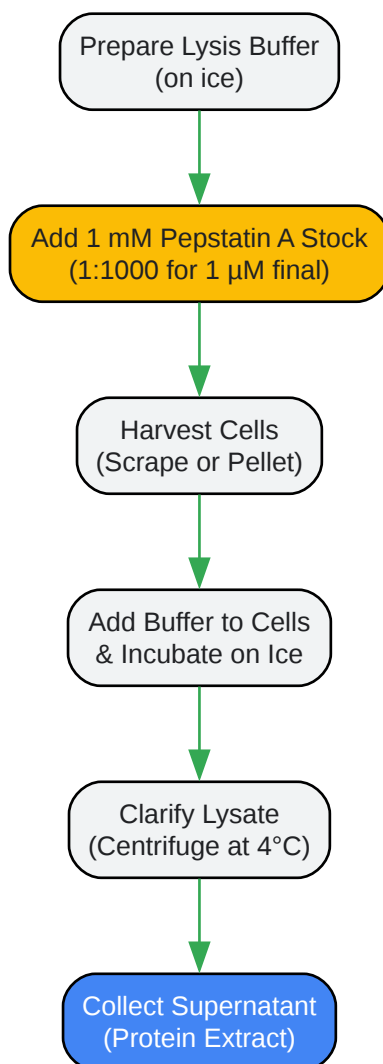 Prepare Lysis Buffer
(on ice)
Add 1 mM Pepstatin A Stock
(1:1000 for 1 µM final)
Harvest Cells
(Scrape or Pellet)
Add Buffer to Cells
& Incubate on Ice
Clarify Lysate
(Centrifuge at 4°C)
Collect Supernatant
(Protein Extract)